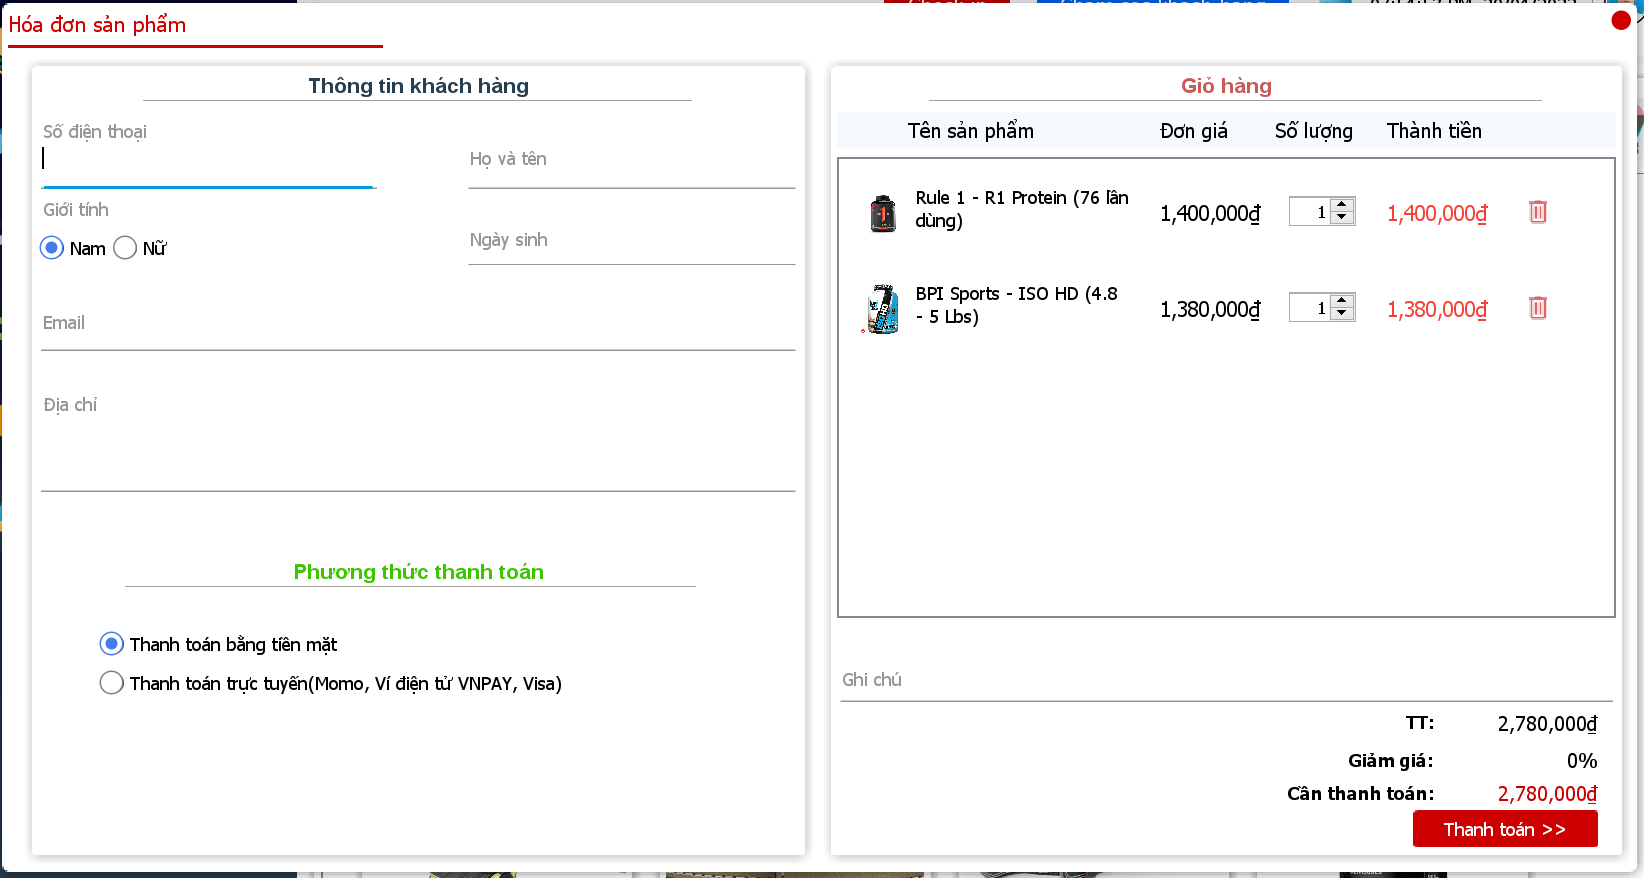 Hóa đơn sản phẩm
Thông tin khách hàng
Số điện thoại
Họ và tên
Giới tính
Nam
Nữ
Ngày sinh
Email
Địa chỉ
Phương thức thanh toán
Thanh toán bằng tiền mặt
Thanh toán trực tuyến(Momo, Ví điện tử VNPAY, Visa)
Giỏ hàng
Tên sản phẩm Đơn giá Số lượng Thành tiền
Rule 1 - R1 Protein (76 lần
dùng)
1,400,000₫ 1 1,400,000₫
BPI Sports - ISO HD (4.8
- 5 Lbs)
1,380,000₫ 1 1,380,000₫
Ghi chú
TT: 2,780,000₫
Giảm giá: 0%
Cần thanh toán: 2,780,000₫
Thanh toán >>